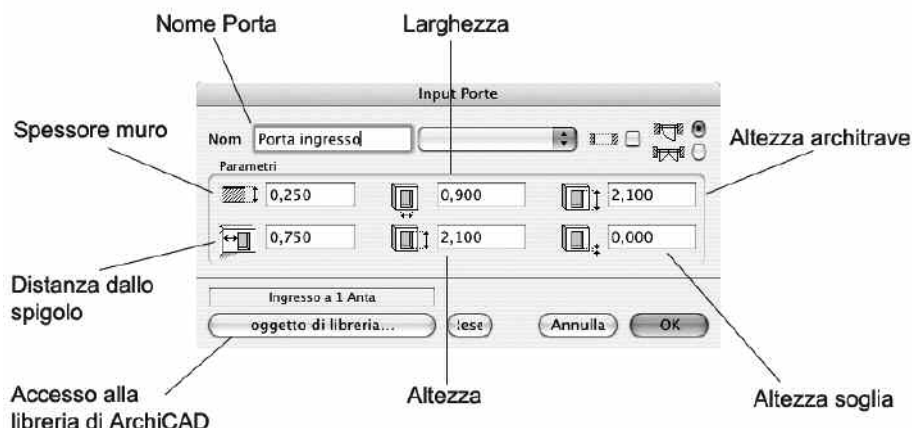 Nome Porta
Larghezza
Input Porte
Spessore muro
Nom Porta ingresso
Altezza architrave
Parametri
0,250 0,900 2,100
0,750 2,100 0,000
Distanza dallo
spigolo
Ingresso a 1 Anta
oggetto di libreria... lese Annulla OK
Accesso alla
libreria di ArchiCAD
Altezza
Altezza soglia